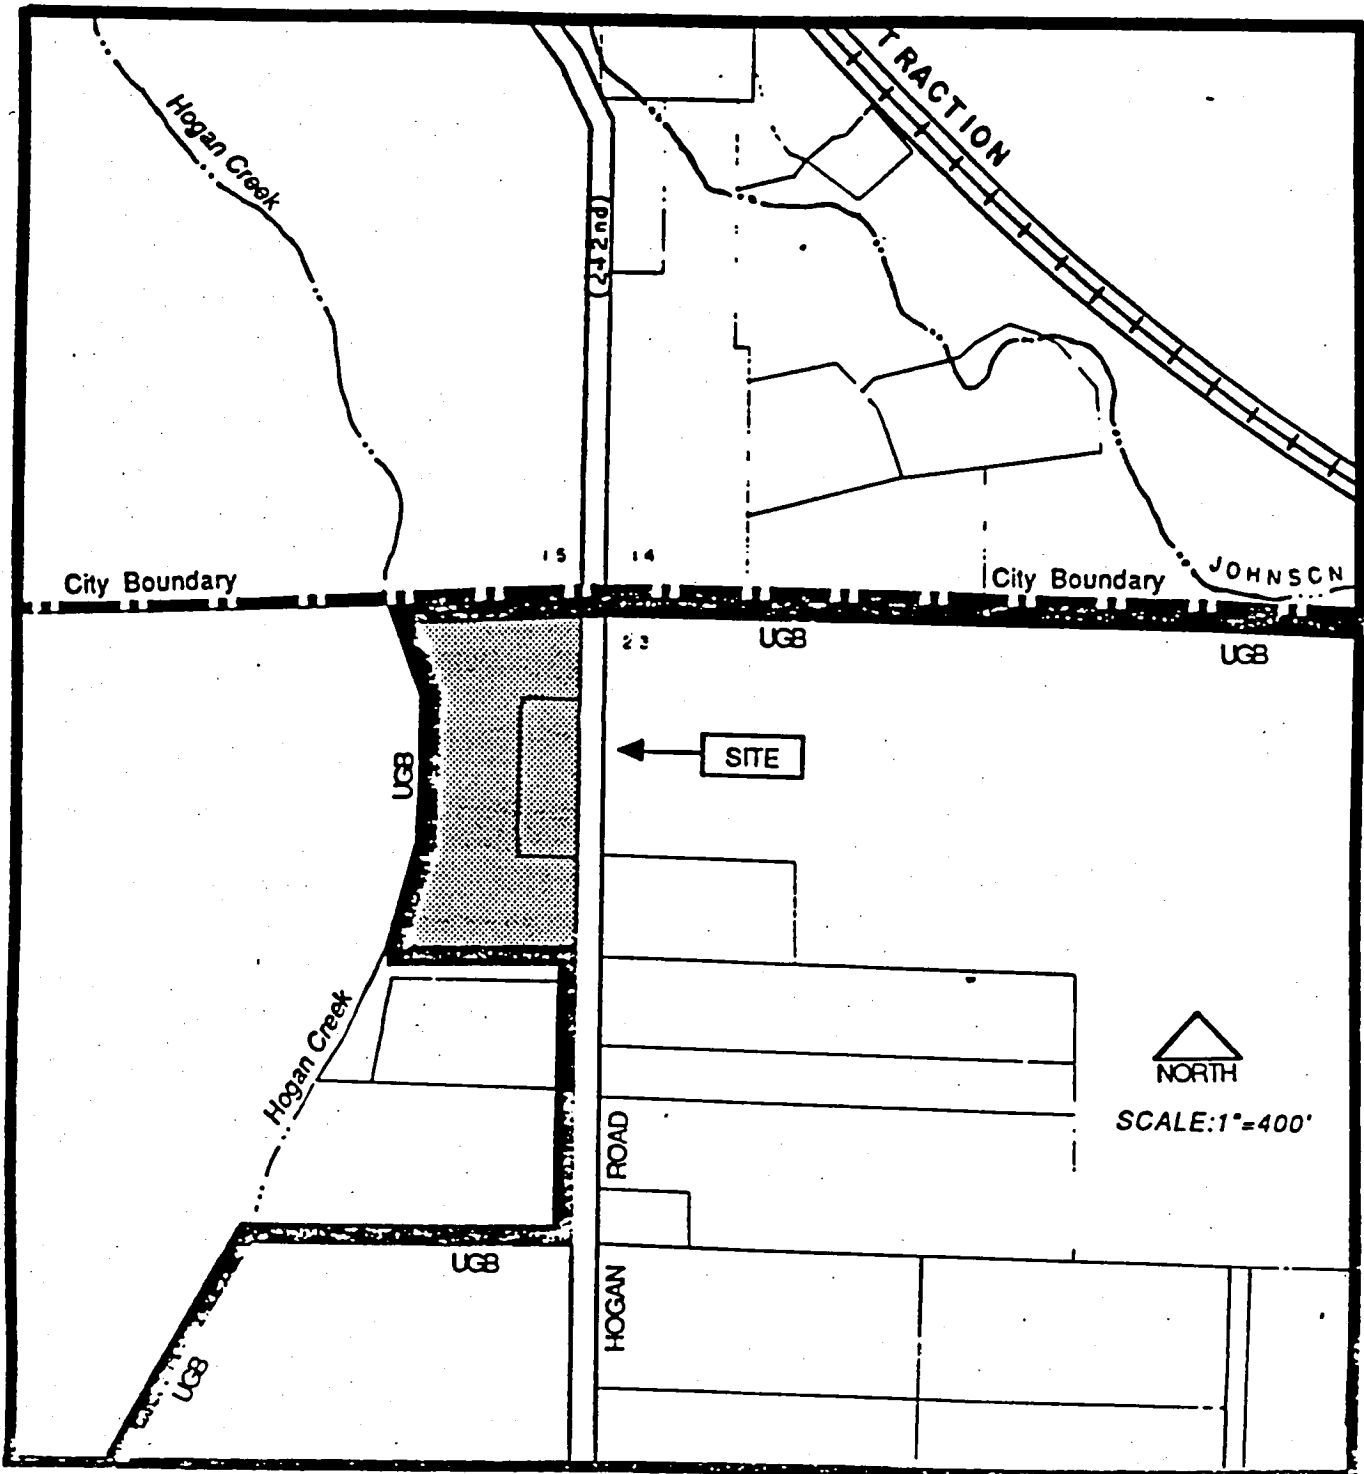 TRACTION
Hogan Creek
(242nd)
15
14
City Boundary
City Boundary
JOHNSON
23
UGB
UGB
UGB
SITE
Hogan Creek
NORTH
SCALE:1"=400'
ROAD
UGB
HOGAN
UGB